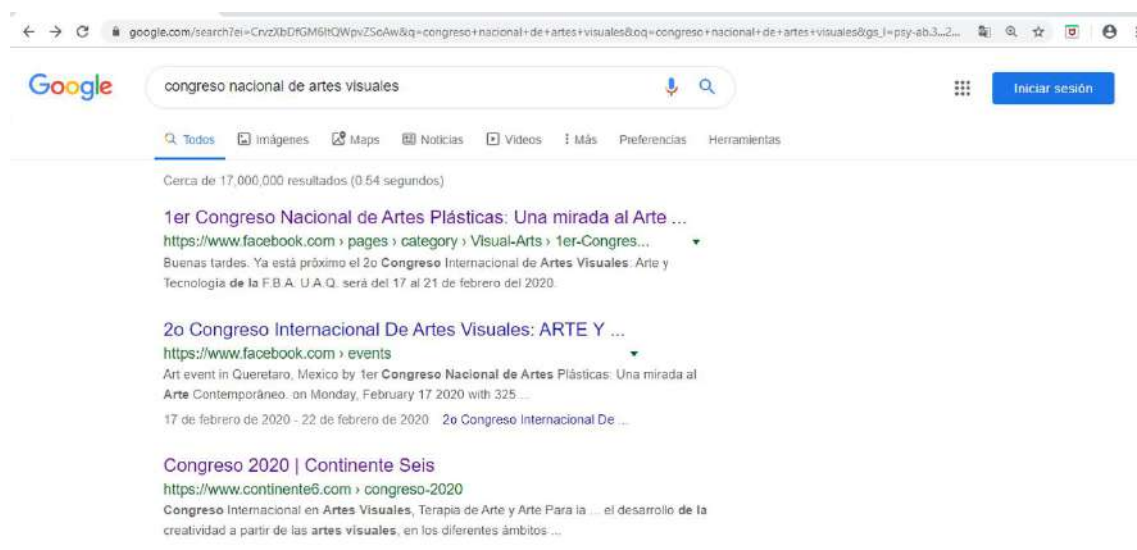 google.com/search?ei=CrvzXbDfGM6ItQWpvZSoAw&q=congreso+nacional+de+artes+visuales&oq=congreso+nacional+de+artes+visuales&gs_l=psy-ab.3...2...
Google
congreso nacional de artes visuales
Iniciar sesión
Todos Imágenes Maps Noticias Videos Más Preferencias Herramientas
Cerca de 17,000,000 resultados (0.54 segundos)
1er Congreso Nacional de Artes Plásticas: Una mirada al Arte ...
https://www.facebook.com › pages › category › Visual-Arts › 1er-Congres...
Buenas tardes. Ya está próximo el 2o Congreso Internacional de Artes Visuales: Arte y
Tecnología de la F.B.A. U.A.Q. será del 17 al 21 de febrero del 2020.
2o Congreso Internacional De Artes Visuales: ARTE Y ...
https://www.facebook.com › events
Art event in Queretaro, Mexico by 1er Congreso Nacional de Artes Plásticas: Una mirada al
Arte Contemporáneo. on Monday, February 17 2020 with 325 ...
17 de febrero de 2020 - 22 de febrero de 2020 2o Congreso Internacional De ...
Congreso 2020 | Continente Seis
https://www.continente6.com › congreso-2020
Congreso Internacional en Artes Visuales, Terapia de Arte y Arte Para la ... el desarrollo de la
creatividad a partir de las artes visuales, en los diferentes ámbitos ...